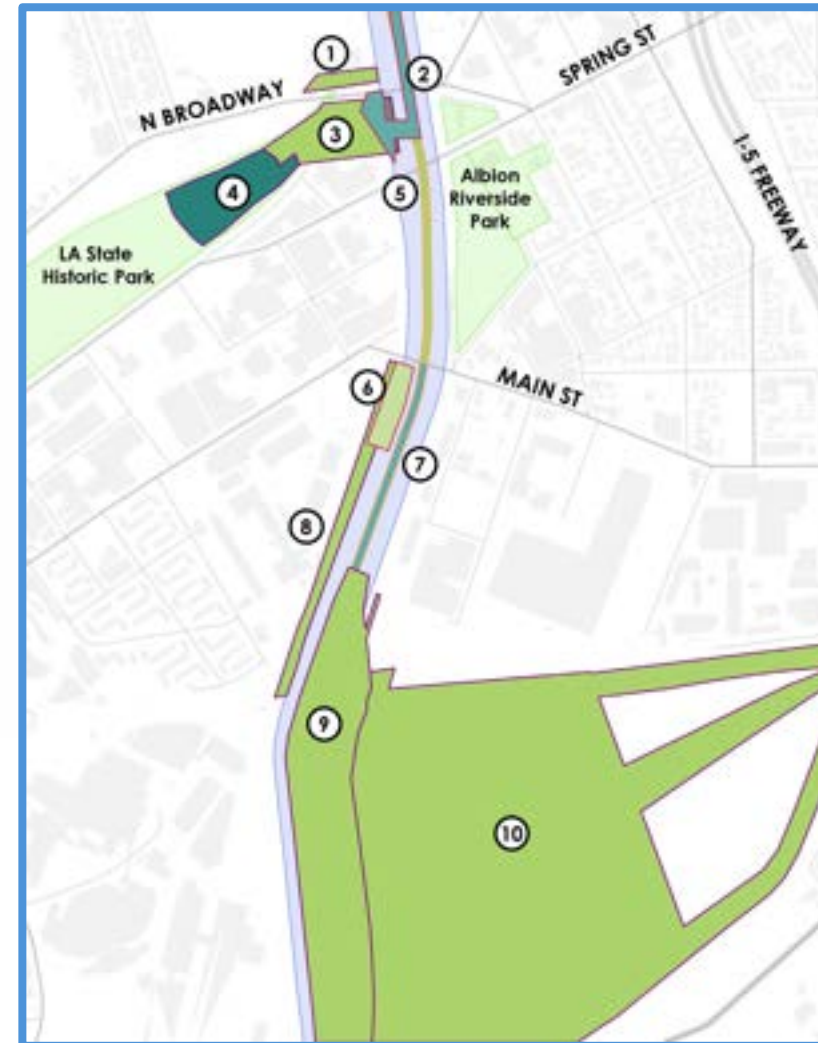 1
2
SPRING ST
N BROADWAY
3
I-5 FREEWAY
4
5
Albion
Riverside
Park
LA State
Historic Park
6
MAIN ST
7
8
9
10